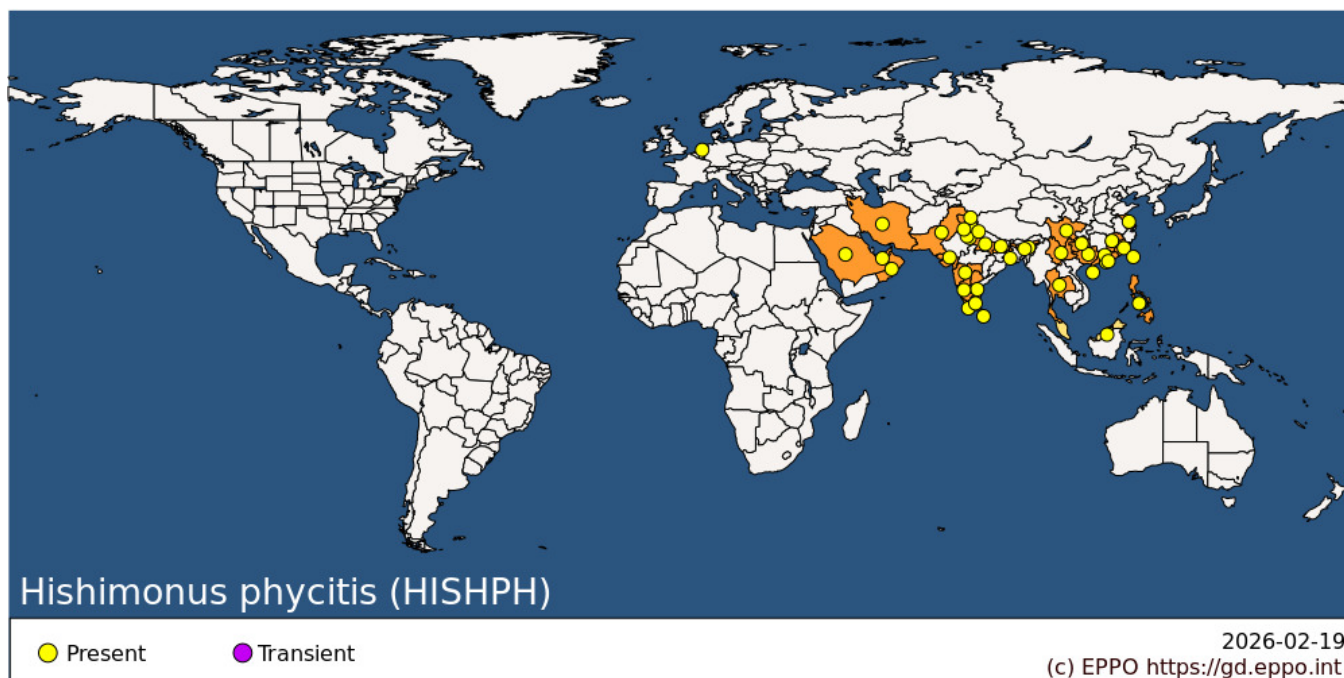 Hishimonus phycitis (HISHPH)
Present
Transient
2026-02-19
(c) EPPO https://gd.eppo.int